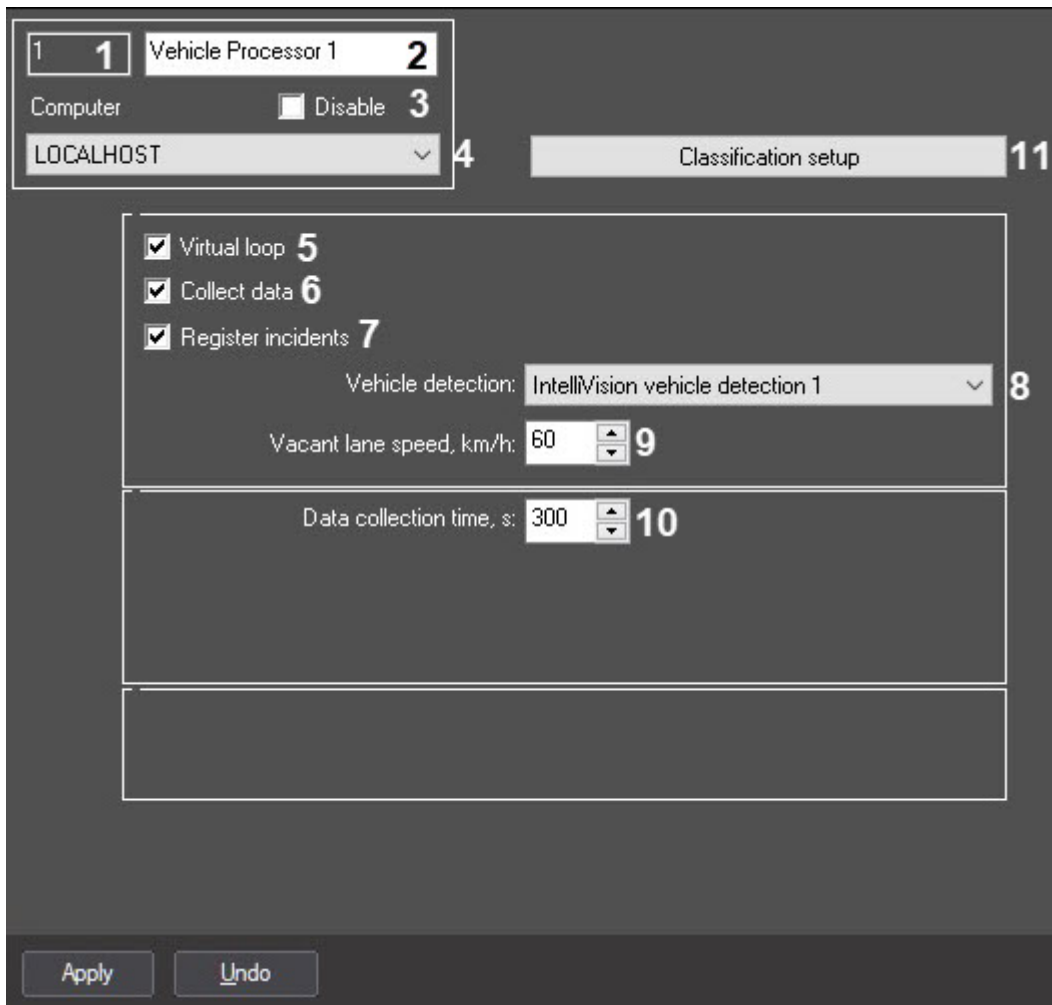 1 1 Vehicle Processor 1 2
Computer Disable 3
LOCALHOST 4 Classification setup 11
Virtual loop 5
Collect data 6
Register incidents 7
Vehicle detection: IntelliVision vehicle detection 1 8
Vacant lane speed, km/h: 60 9
Data collection time, s: 300 10
Apply Undo